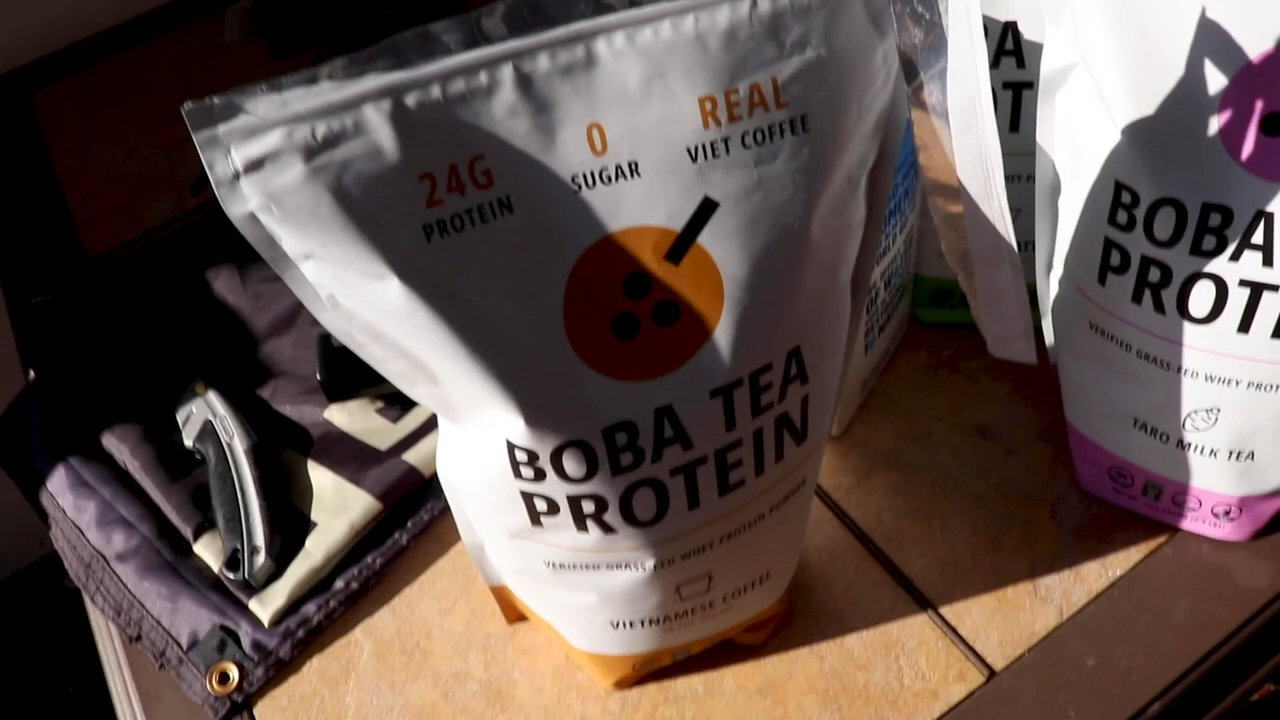 24G
PROTEIN
0
SUGAR
REAL
VIET COFFEE
BOBA TEA
PROTEIN
VERIFIED GRASS-FED WHEY PROTEIN POWDER
VIETNAMESE COFFEE
BOBA
PROT
VERIFIED GRASS-FED WHEY PROT
TARO MILK TEA